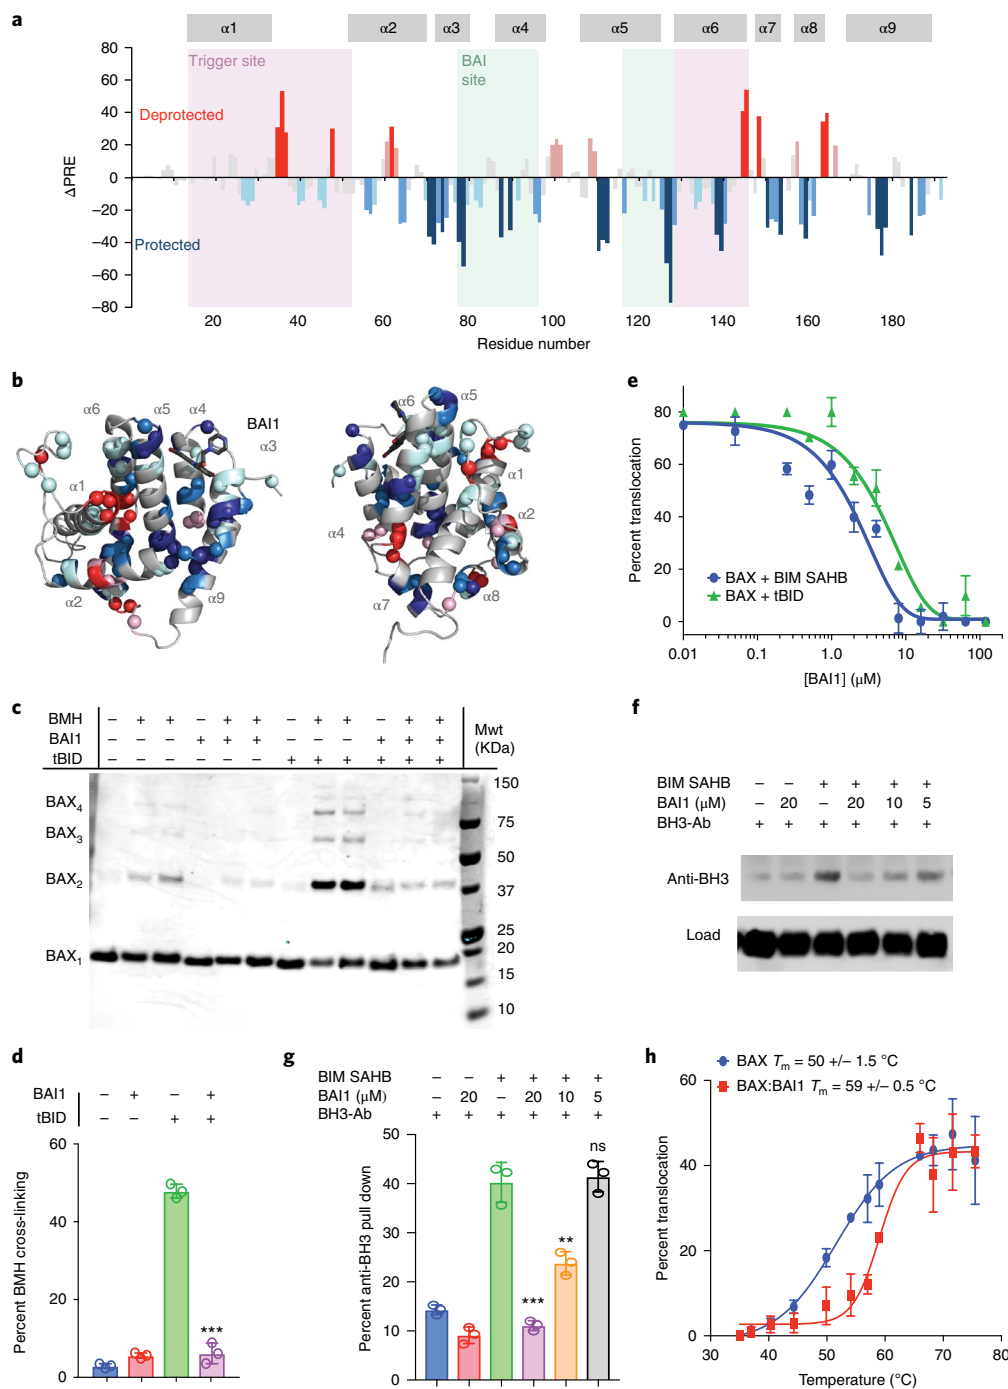 a
α1 α2 α3 α4 α5 α6 α7 α8 α9
Trigger site
BAI
site
Deprotected
Protected
ΔPRE
80
60
40
20
0
−20
−40
−60
−80
20 40 60 80 100 120 140 160 180
Residue number
b
α6 α5 α4
BAI1
α3
α1
α2
α9
α6
α5
α1
α4
α2
α7
α8
c
BMH – + + – + + – + + – + +
BAI1 – – – + + + – – – + + +
tBID – – – – – – + + + + + +
Mwt
(KDa)
BAX4
BAX3
BAX2
BAX1
150
75
50
37
25
20
15
10
d
BAI1 – + – +
tBID – – + +
Percent BMH cross-linking
60
40
20
0
***
e
Percent translocation
80
60
40
20
0
BAX + BIM SAHB
BAX + tBID
0.01 0.1 1.0 10 100
[BAI1] (μM)
f
BIM SAHB – – + + + +
BAI1 (μM) – 20 – 20 10 5
BH3-Ab + + + + + +
Anti-BH3
Load
g
BIM SAHB – – + + + +
BAI1 (μM) – 20 – 20 10 5
BH3-Ab + + + + + +
Percent anti-BH3 pull down
50
40
30
20
10
0
***
**
ns
h
BAX Tm = 50 +/− 1.5 °C
BAX:BAI1 Tm = 59 +/− 0.5 °C
Percent translocation
60
40
20
0
30 40 50 60 70 80
Temperature (°C)